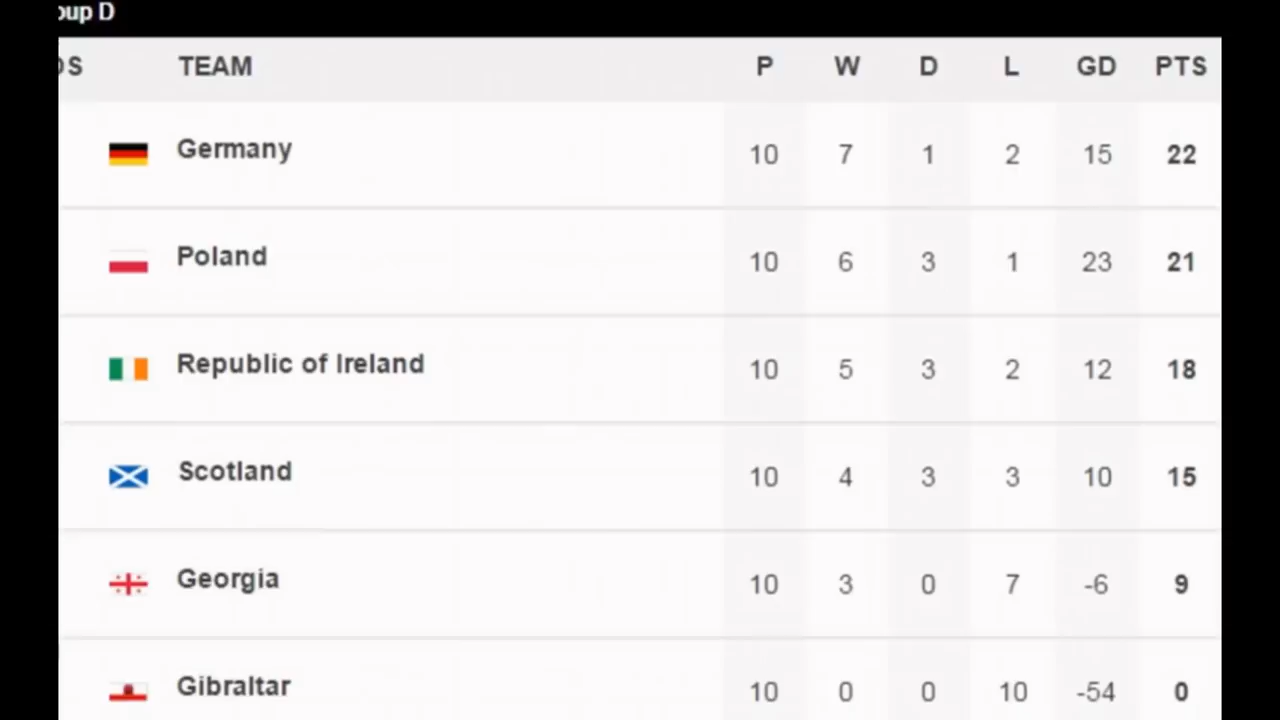 oup D
OS TEAM P W D L GD PTS
Germany 10 7 1 2 15 22
Poland 10 6 3 1 23 21
Republic of Ireland 10 5 3 2 12 18
Scotland 10 4 3 3 10 15
Georgia 10 3 0 7 -6 9
Gibraltar 10 0 0 10 -54 0